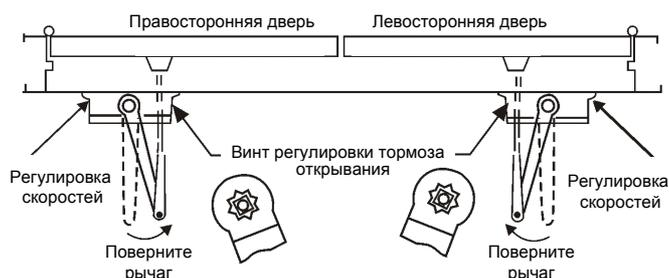 Правосторонняя дверь
Левосторонняя дверь
Винт регулировки тормоза
открывания
Регулировка
скоростей
Регулировка
скоростей
Поверните
рычаг
Поверните
рычаг